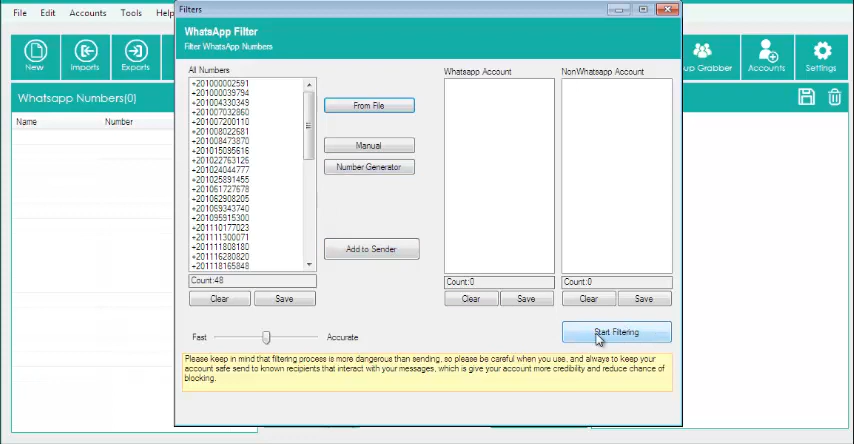 File Edit Accounts Tools Help
Filters
WhatsApp Filter
Filter WhatsApp Numbers
New Imports Exports Grabber Accounts Settings
Whatsapp Numbers(0)
Name Number
All Numbers
+201000002591
+201000039794
+201004330349
+201007032860
+201007200110
+201008022681
+201008473870
+201015095616
+201022763126
+201024044777
+201025891455
+201061727678
+201062908205
+201069343740
+201095915300
+201110177023
+201111300071
+201111808180
+201116280820
+201118165848
Count:48
Clear Save
From File
Manual
Number Generator
Add to Sender
Whatsapp Account
Count:0
Clear Save
NonWhatsapp Account
Count:0
Clear Save
Fast Accurate
Start Filtering
Please keep in mind that filtering process is more dangerous than sending, so please be careful when you use, and always to keep your
account safe send to known recipients that interact with your messages, which is give your account more credibility and reduce chance of
blocking.